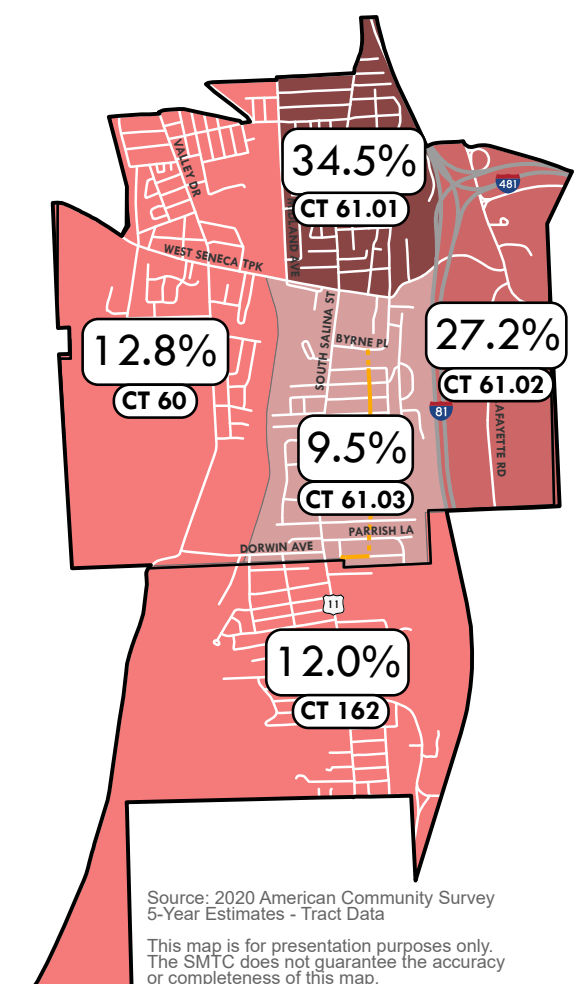 34.5%
CT 61.01
481
VALLEY DR
WEST SENECA TPK
SOUTH SALINA ST
BYRNE PL
12.8%
CT 60
27.2%
CT 61.02
81
9.5%
CT 61.03
PARRISH LA
DORWIN AVE
11
12.0%
CT 162
Source: 2020 American Community Survey
5-Year Estimates - Tract Data
This map is for presentation purposes only.
The SMTC does not guarantee the accuracy
or completeness of this map.